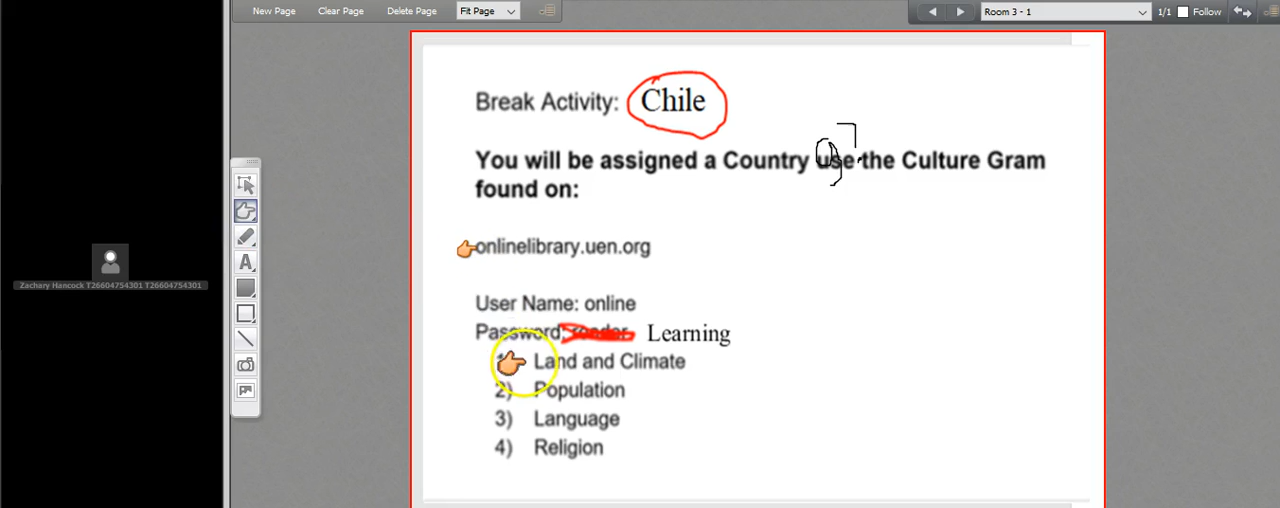 New Page Clear Page Delete Page Fit Page
Room 3 - 1 1/1 Follow
Break Activity: Chile
You will be assigned a Country use the Culture Gram
found on:
onlinelibrary.uen.org
User Name: online
Password: Learning
Land and Climate
2) Population
3) Language
4) Religion
Zachary Hancock T26604754301 T26604754301